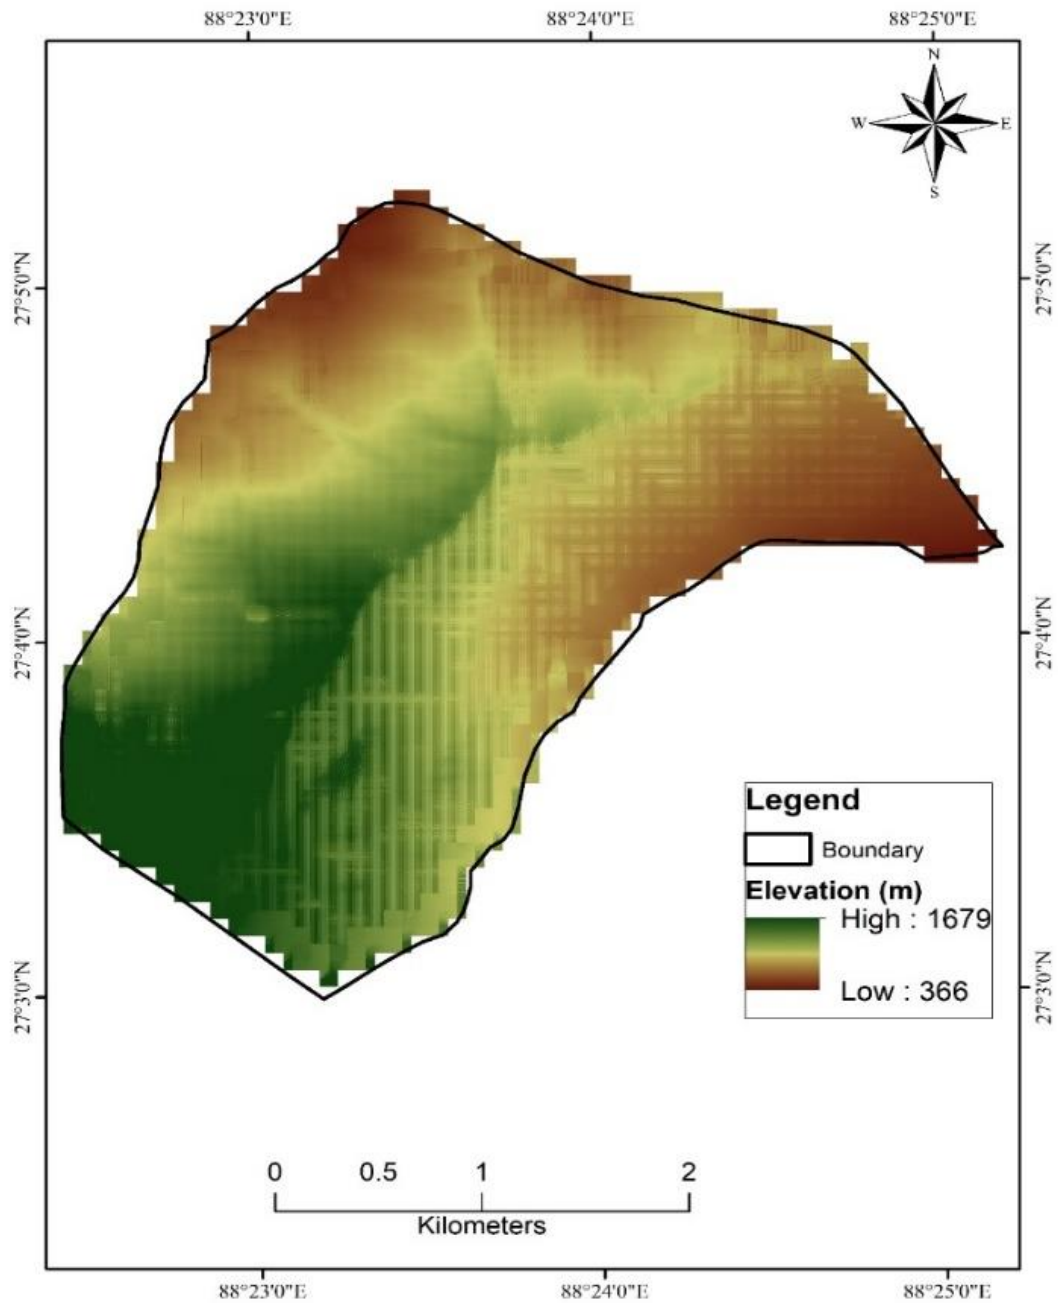 88°23'0"E 88°24'0"E 88°25'0"E
N
W E
S
27°5'0"N 27°5'0"N
27°4'0"N 27°4'0"N
Legend
Boundary
Elevation (m)
High : 1679
Low : 366
27°3'0"N 27°3'0"N
0 0.5 1 2
Kilometers
88°23'0"E 88°24'0"E 88°25'0"E